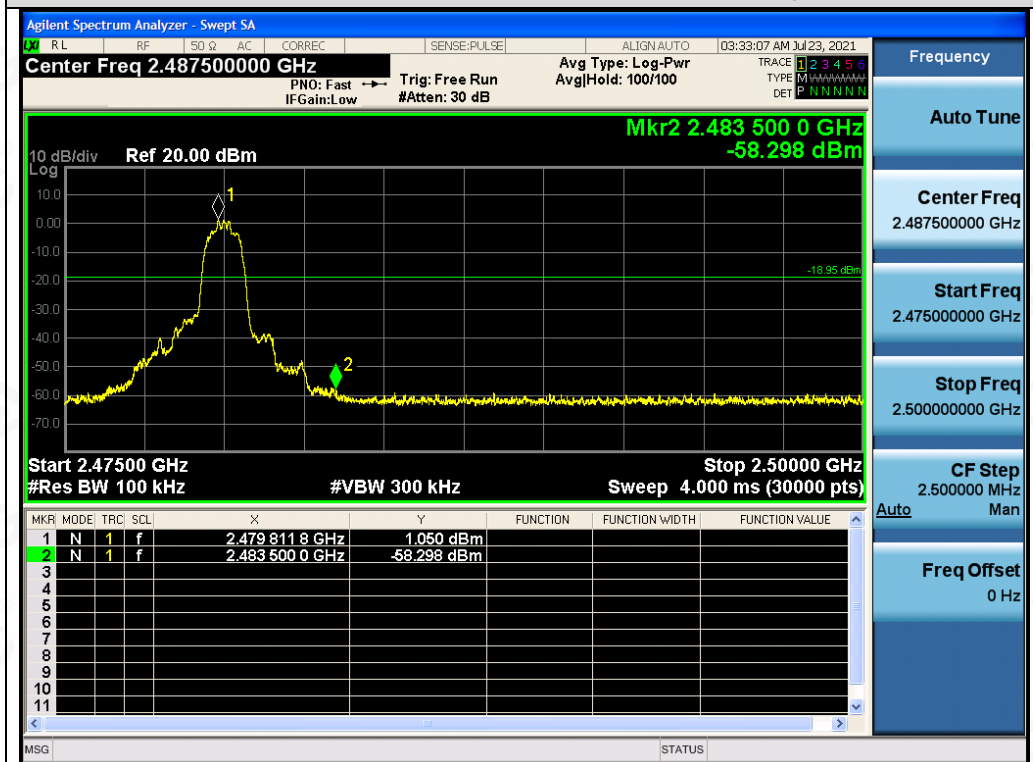 Agilent Spectrum Analyzer - Swept SA
LXI RL RF 50 Ω AC CORREC SENSE:PULSE ALIGN AUTO 03:33:07 AM Jul 23, 2021
Center Freq 2.487500000 GHz
PNO: Fast
IFGain:Low
Trig: Free Run
#Atten: 30 dB
Avg Type: Log-Pwr
Avg|Hold: 100/100
TRACE 1 2 3 4 5 6
TYPE M WWWWW
DET P N N N N N
Mkr2 2.483 500 0 GHz
-58.298 dBm
10 dB/div Ref 20.00 dBm
Log
10.0
0.00
-10.0
-20.0
-30.0
-40.0
-50.0
-60.0
-70.0
1
2
-18.95 dBm
Start 2.47500 GHz Stop 2.50000 GHz
#Res BW 100 kHz #VBW 300 kHz Sweep 4.000 ms (30000 pts)
MKR MODE TRC SCL X Y FUNCTION FUNCTION WIDTH FUNCTION VALUE
1 N 1 f 2.479 811 8 GHz 1.050 dBm
2 N 1 f 2.483 500 0 GHz -58.298 dBm
3
4
5
6
7
8
9
10
11
MSG STATUS
Frequency
Auto Tune
Center Freq
2.487500000 GHz
Start Freq
2.475000000 GHz
Stop Freq
2.500000000 GHz
CF Step
2.500000 MHz
Auto Man
Freq Offset
0 Hz